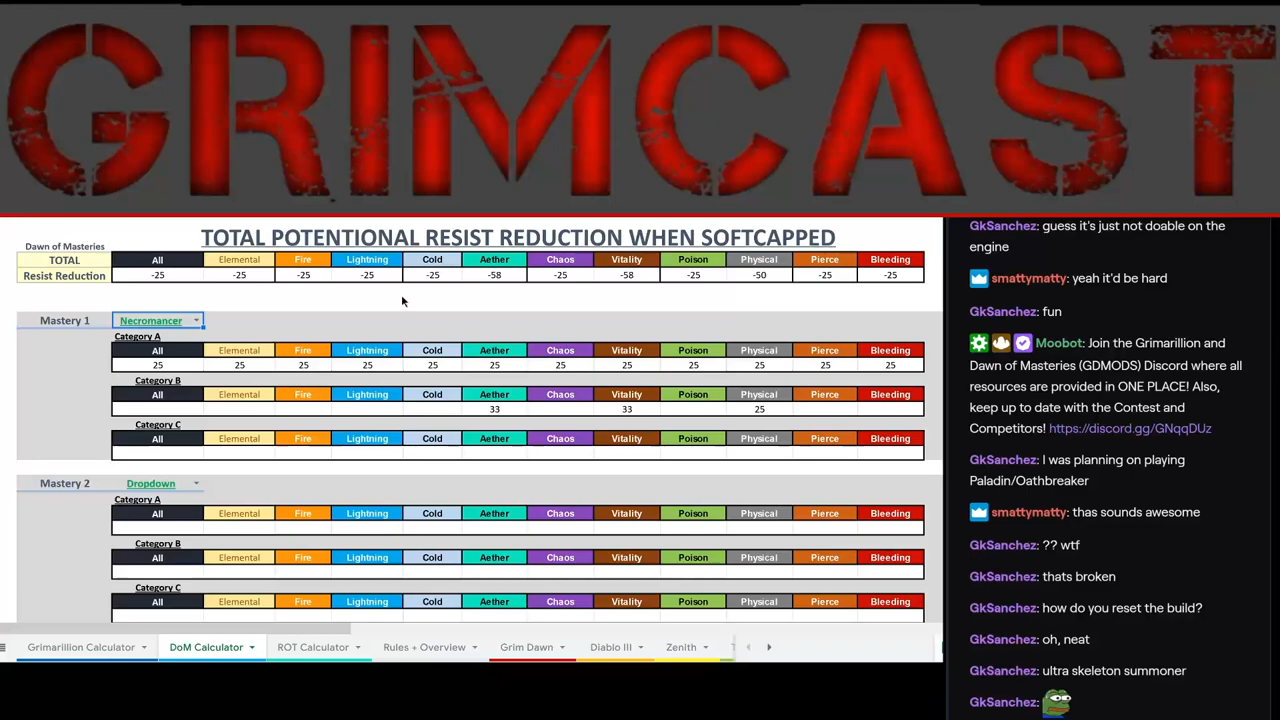 GRIMCAST
TOTAL POTENTIONAL RESIST REDUCTION WHEN SOFTCAPPED
Dawn of Masteries
TOTAL All Elemental Fire Lightning Cold Aether Chaos Vitality Poison Physical Pierce Bleeding
Resist Reduction -25 -25 -25 -25 -25 -58 -25 -58 -25 -50 -25 -25
Mastery 1 Necromancer
Category A
All Elemental Fire Lightning Cold Aether Chaos Vitality Poison Physical Pierce Bleeding
25 25 25 25 25 25 25 25 25 25 25 25
Category B
All Elemental Fire Lightning Cold Aether Chaos Vitality Poison Physical Pierce Bleeding
33 33 25
Category C
All Elemental Fire Lightning Cold Aether Chaos Vitality Poison Physical Pierce Bleeding
Mastery 2 Dropdown
Category A
All Elemental Fire Lightning Cold Aether Chaos Vitality Poison Physical Pierce Bleeding
Category B
All Elemental Fire Lightning Cold Aether Chaos Vitality Poison Physical Pierce Bleeding
Category C
All Elemental Fire Lightning Cold Aether Chaos Vitality Poison Physical Pierce Bleeding
Grimarillion Calculator DoM Calculator ROT Calculator Rules + Overview Grim Dawn Diablo III Zenith
GkSanchez: guess it's just not doable on the
engine
smattymatty: yeah it'd be hard
GkSanchez: fun
Moobot: Join the Grimarillion and
Dawn of Masteries (GDMODS) Discord where all
resources are provided in ONE PLACE! Also,
keep up to date with the Contest and
Competitors! https://discord.gg/GNqqDUz
GkSanchez: I was planning on playing
Paladin/Oathbreaker
smattymatty: thas sounds awesome
GkSanchez: ?? wtf
GkSanchez: thats broken
GkSanchez: how do you reset the build?
GkSanchez: oh, neat
GkSanchez: ultra skeleton summoner
GkSanchez: